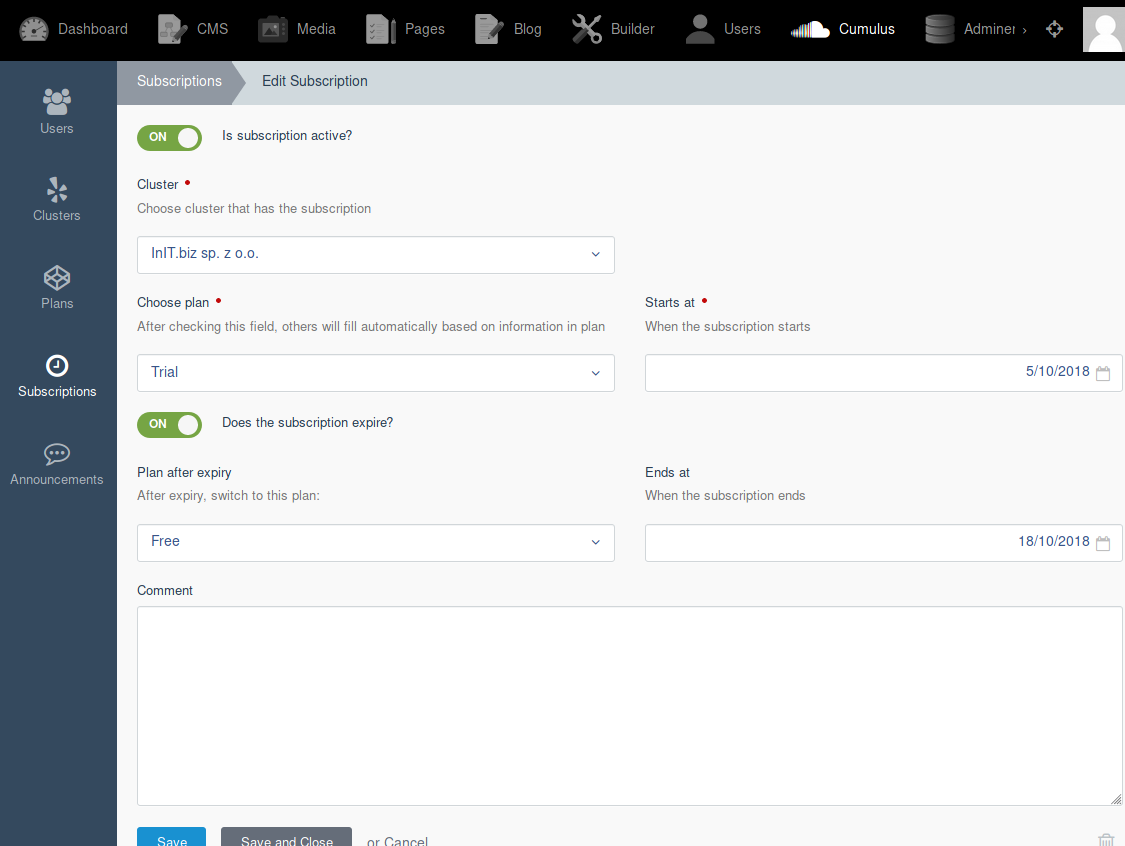 Dashboard CMS Media Pages Blog Builder Users Cumulus Adminer
Users
Clusters
Plans
Subscriptions
Announcements
Subscriptions Edit Subscription
ON Is subscription active?
Cluster
Choose cluster that has the subscription
InIT.biz sp. z o.o.
Choose plan
After checking this field, others will fill automatically based on information in plan
Trial
Starts at
When the subscription starts
5/10/2018
ON Does the subscription expire?
Plan after expiry
After expiry, switch to this plan:
Free
Ends at
When the subscription ends
18/10/2018
Comment
Save Save and Close or Cancel